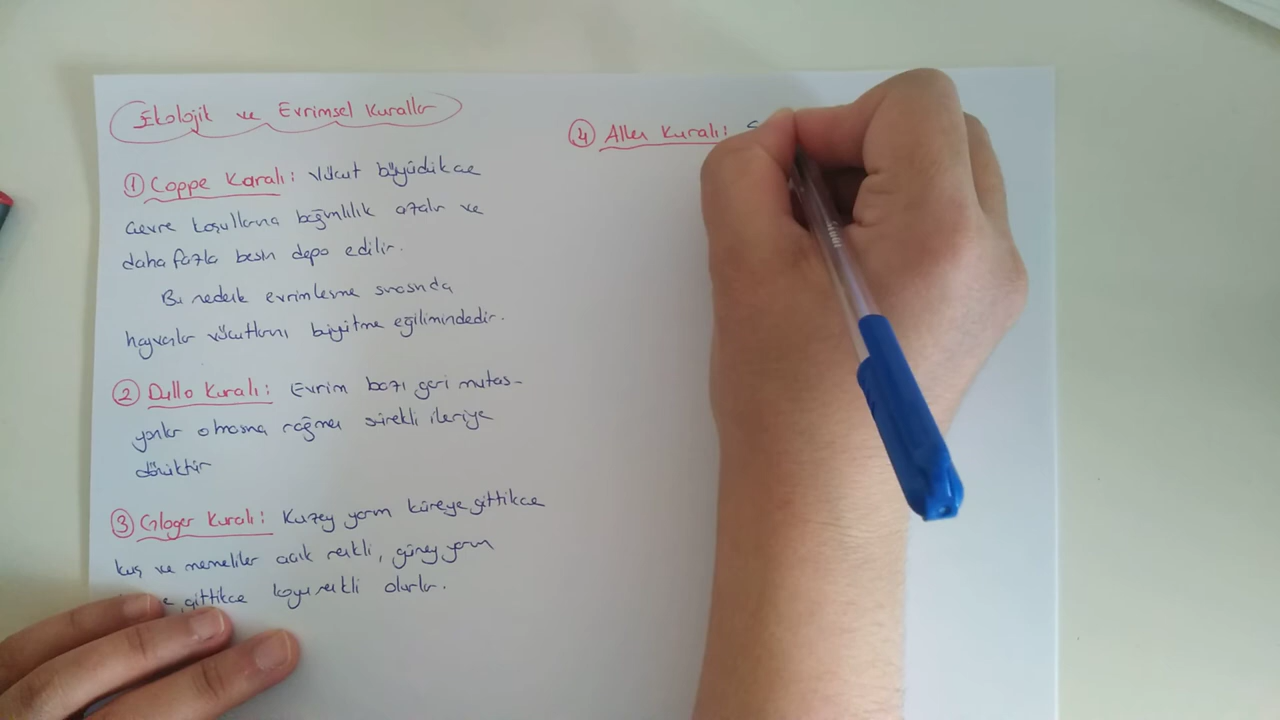 Ekolojik ve Evrimsel Kurallar
① Coppe Kuralı: Vücut büyüdükçe
çevre koşullarına bağımlılık azalır ve
daha fazla besin depo edilir.
Bu nedenle evrimleşme sırasında
hayvanlar vücutlarını büyütme eğilimindedir.
② Dollo Kuralı: Evrim bazı geri mutas-
yonlar olmasına rağmen sürekli ileriye
dönüktür
③ Gloger Kuralı: Kuzey yarım küreye gittikçe
kuş ve memeliler açık renkli, güney yarım
gittikçe koyu renkli olurlar.
④ Allen Kuralı: S